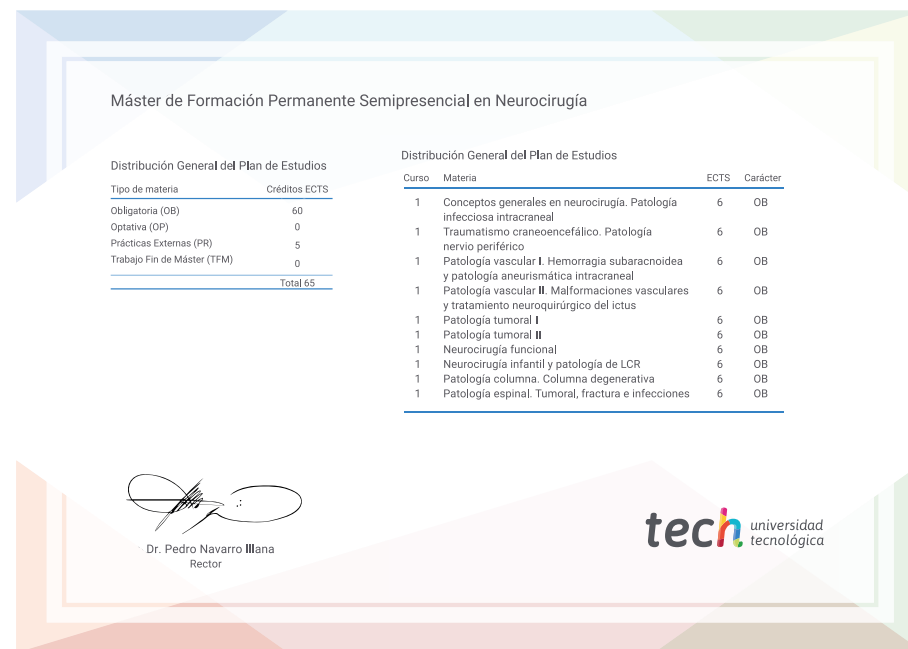 Máster de Formación Permanente Semipresencial en Neurocirugía
Distribución General del Plan de Estudios
Tipo de materia Créditos ECTS
Obligatoria (OB) 60
Optativa (OP) 0
Prácticas Externas (PR) 5
Trabajo Fin de Máster (TFM) 0
Total 65
Distribución General del Plan de Estudios
Curso Materia ECTS Carácter
1 Conceptos generales en neurocirugía. Patología 6 OB
infecciosa intracraneal
1 Traumatismo craneoencefálico. Patología 6 OB
nervio periférico
1 Patología vascular I. Hemorragia subaracnoidea 6 OB
y patología aneurismática intracraneal
1 Patología vascular II. Malformaciones vasculares 6 OB
y tratamiento neuroquirúrgico del ictus
1 Patología tumoral I 6 OB
1 Patología tumoral II 6 OB
1 Neurocirugía funcional 6 OB
1 Neurocirugía infantil y patología de LCR 6 OB
1 Patología columna. Columna degenerativa 6 OB
1 Patología espinal. Tumoral, fractura e infecciones 6 OB
Dr. Pedro Navarro Illana
Rector
tech universidad
tecnológica